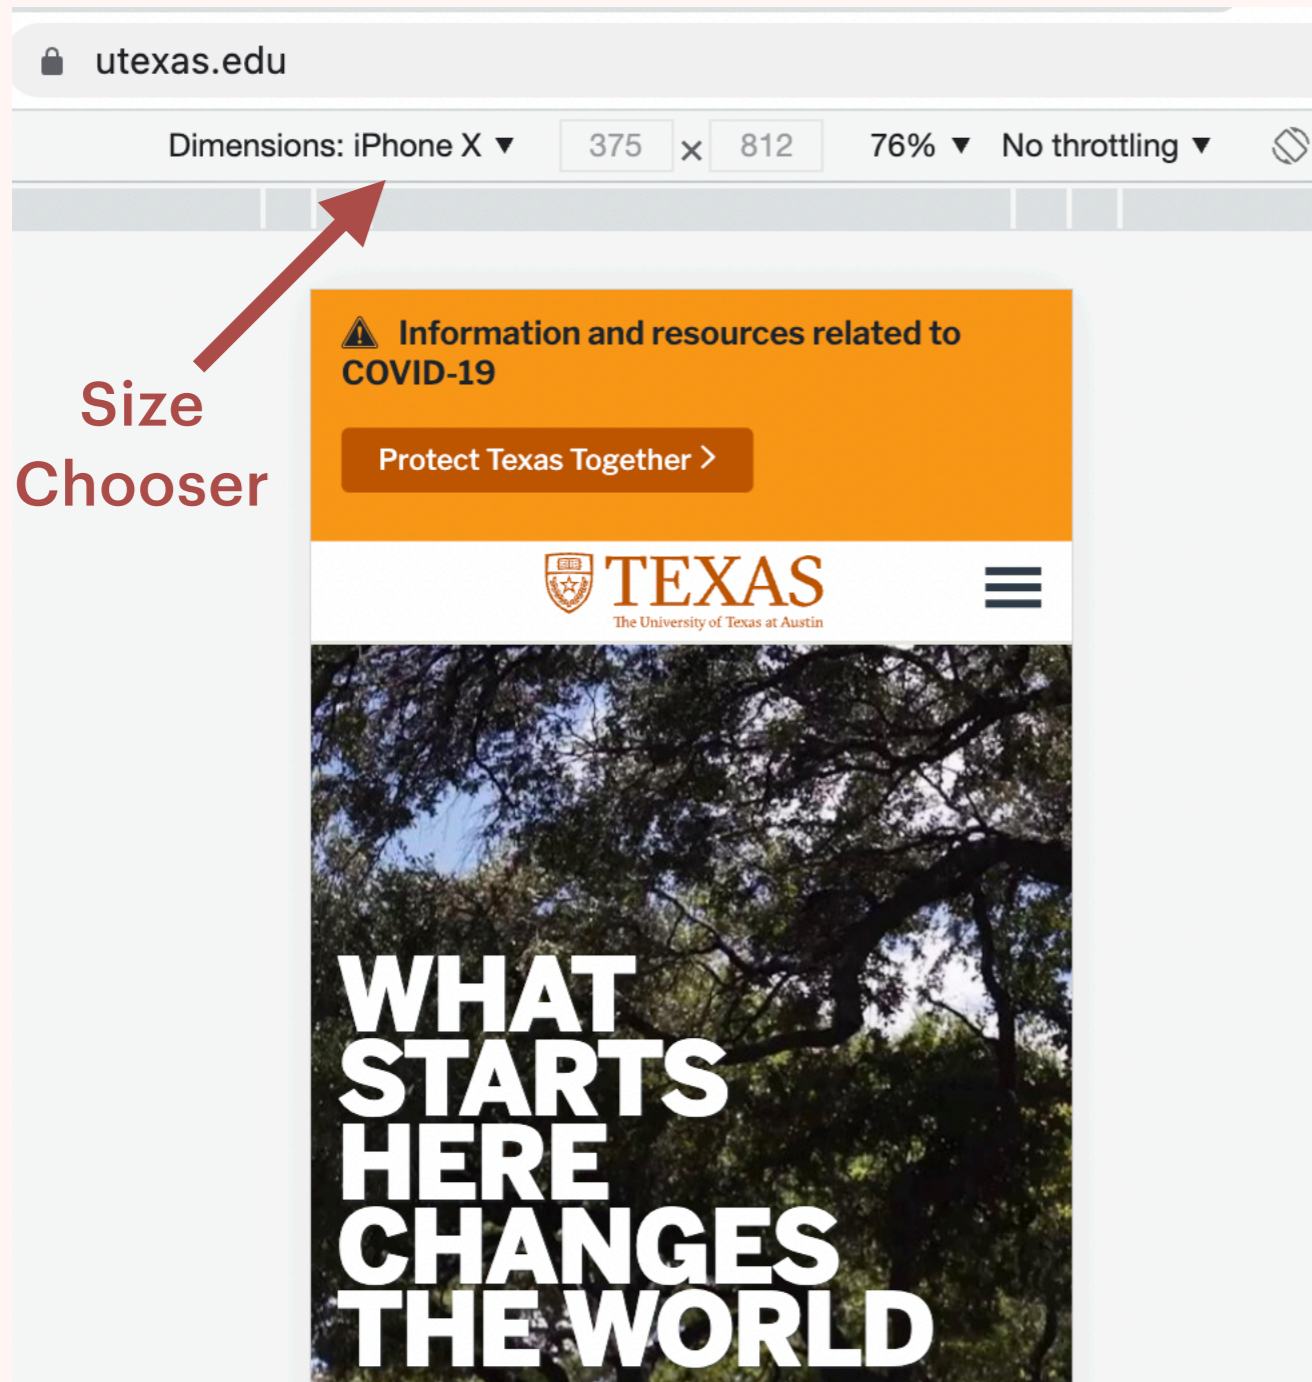 utexas.edu
Dimensions: iPhone X ▼ 375 × 812 76% ▼ No throttling ▼
Size
Chooser
Information and resources related to
COVID-19
Protect Texas Together >
TEXAS
The University of Texas at Austin
WHAT
STARTS
HERE
CHANGES
THE WORLD